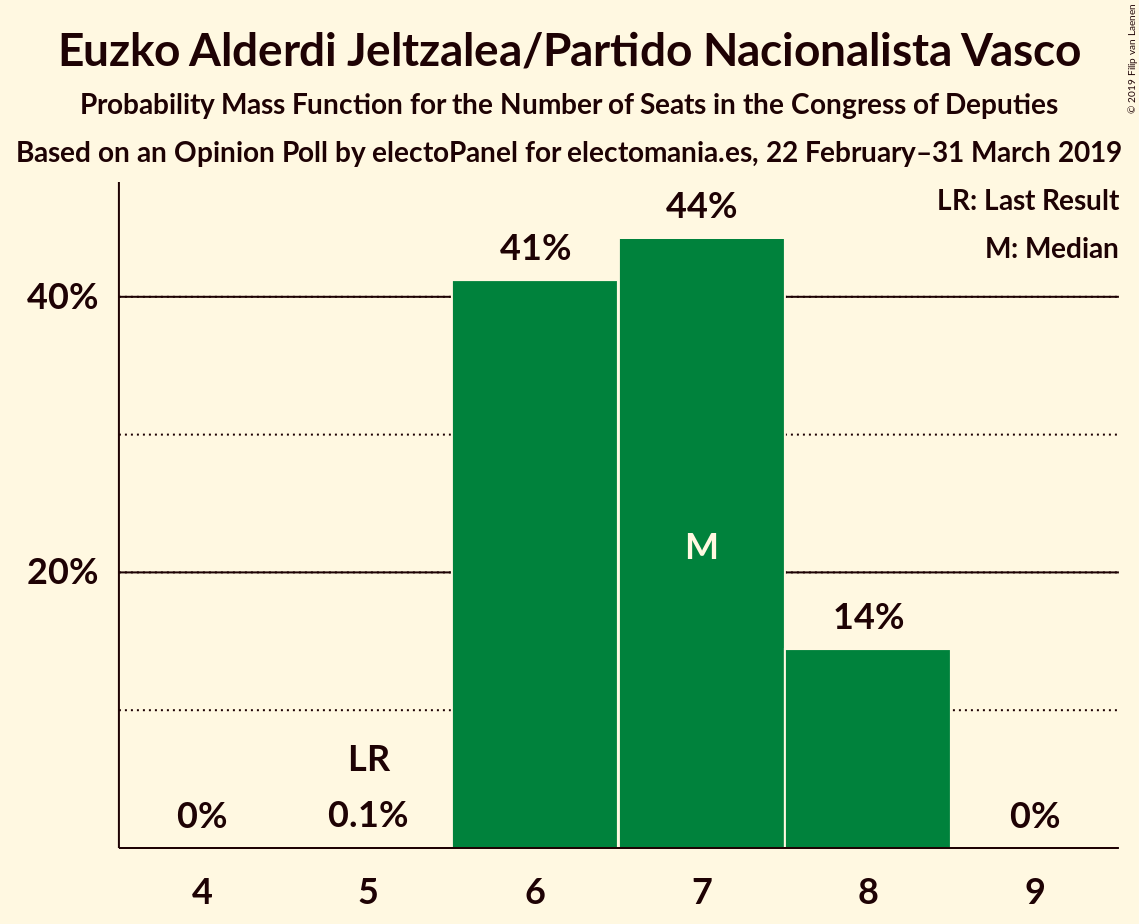 Euzko Alderdi Jeltzalea/Partido Nacionalista Vasco
Probability Mass Function for the Number of Seats in the Congress of Deputies
Based on an Opinion Poll by electoPanel for electomania.es, 22 February–31 March 2019
© 2019 Filip van Laenen
LR: Last Result
M: Median
44%
41%
40%
M
20%
14%
LR
0%
0.1%
0%
4
5
6
7
8
9